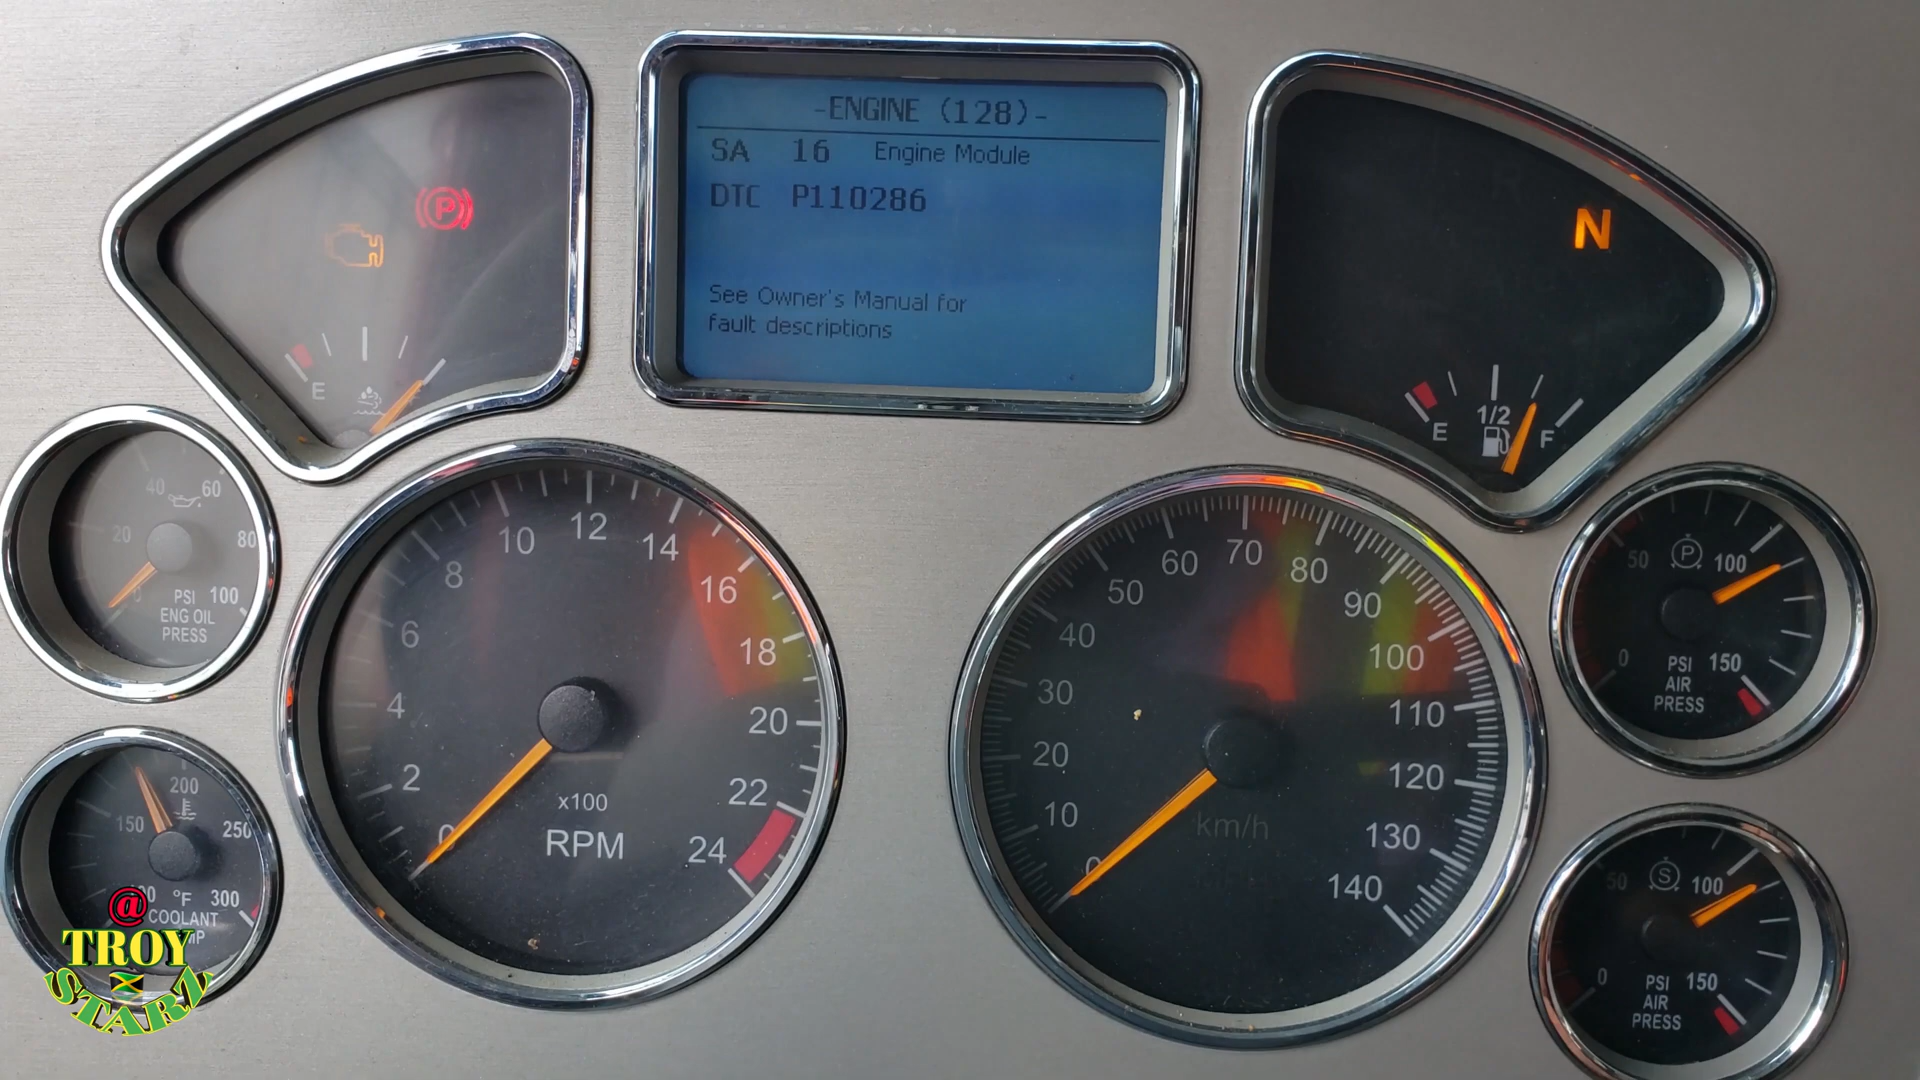 -ENGINE (128)-
SA 16 Engine Module
DTC P110286
See Owner's Manual for
fault descriptions
P
E
N
1/2
E F
20 40 60 80 100
PSI
ENG OIL
PRESS
0 2 4 6 8 10 12 14 16 18 20 22 24
x100
RPM
0 10 20 30 40 50 60 70 80 90 100 110 120 130 140
km/h
0 50 100 150
P
PSI
AIR
PRESS
150 200 250 300
°F
COOLANT
0 50 100 150
S
PSI
AIR
PRESS
@
TROY
STARZ